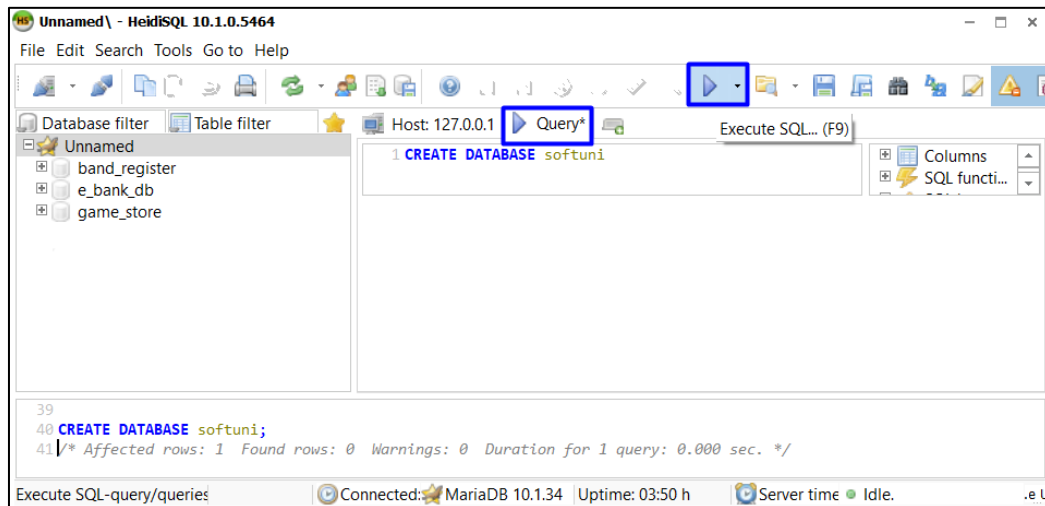 Unnamed\ - HeidiSQL 10.1.0.5464
File Edit Search Tools Go to Help
Database filter Table filter
Host: 127.0.0.1 Query*
Execute SQL... (F9)
Unnamed
band_register
e_bank_db
game_store
1 CREATE DATABASE softuni
Columns
SQL functi...
39
40 CREATE DATABASE softuni;
41 /* Affected rows: 1 Found rows: 0 Warnings: 0 Duration for 1 query: 0.000 sec. */
Execute SQL-query/queries Connected: MariaDB 10.1.34 Uptime: 03:50 h Server time Idle.